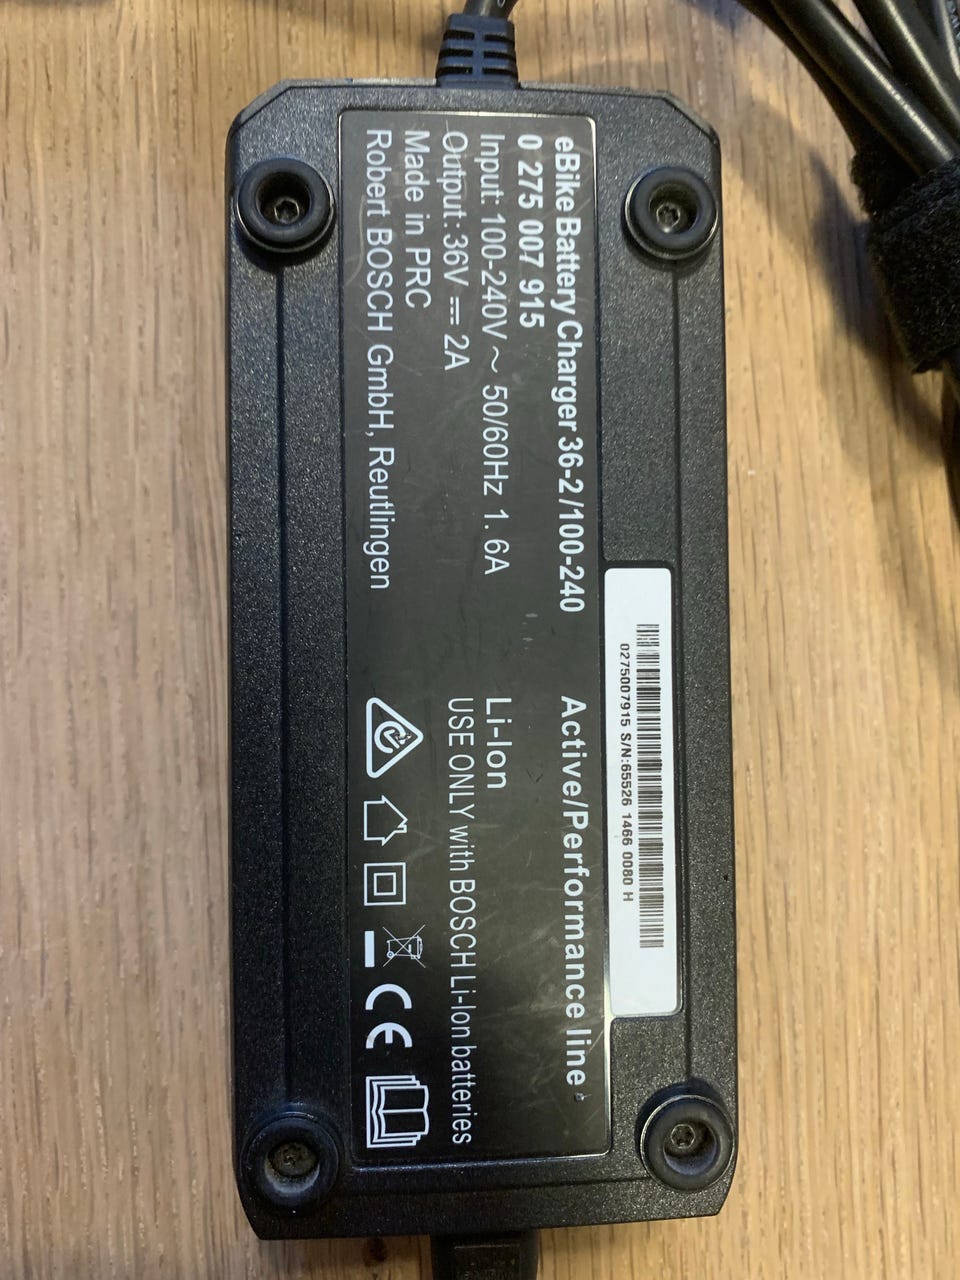 0275007915 S/N:65526 1466 0080 H
eBike Battery Charger 36-2 /100-240
0 275 007 915
Input: 100-240V ~ 50/60Hz 1. 6A
Output: 36V ⎓ 2A
Made in PRC
Robert BOSCH GmbH, Reutlingen
Active/Performance line
Li-Ion
USE ONLY with BOSCH Li-Ion batteries
CE